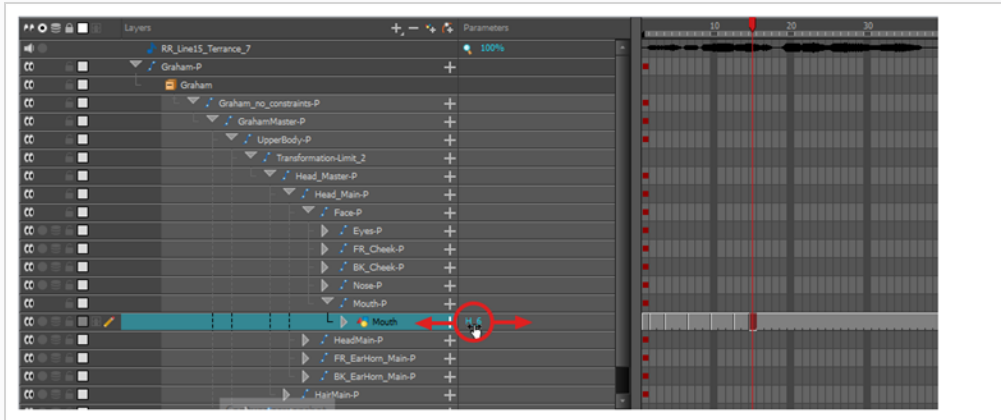 Layers Parameters 10 20 30
RR_Line15_Terrance_7 100%
Graham-P
Graham
Graham_no_constraints-P
GrahamMaster-P
UpperBody-P
Transformation-Limit_2
Head_Master-P
Head_Main-P
Face-P
Eyes-P
FR_Cheek-P
BK_Cheek-P
Nose-P
Mouth-P
Mouth H_6
HeadMain-P
FR_EarHorn_Main-P
BK_EarHorn_Main-P
HairMain-P